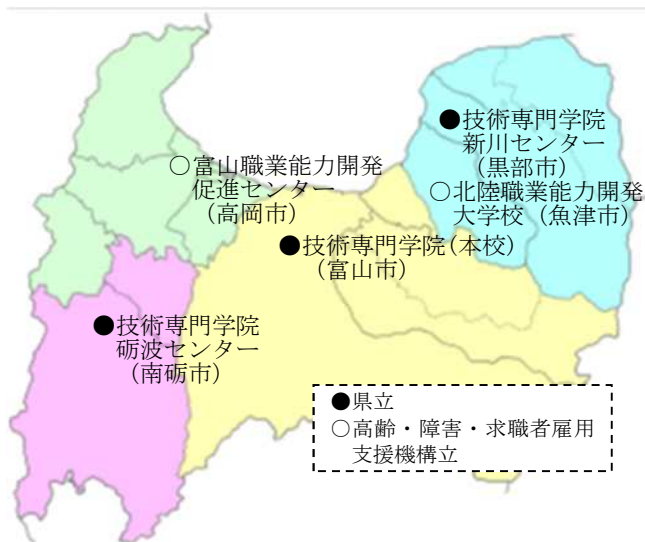 ●技術専門学院
新川センター
（黒部市）
○富山職業能力開発
促進センター
（高岡市）
○北陸職業能力開発
大学校（魚津市）
●技術専門学院(本校)
（富山市）
●技術専門学院
砺波センター
（南砺市）
●県立
○高齢・障害・求職者雇用
支援機構立